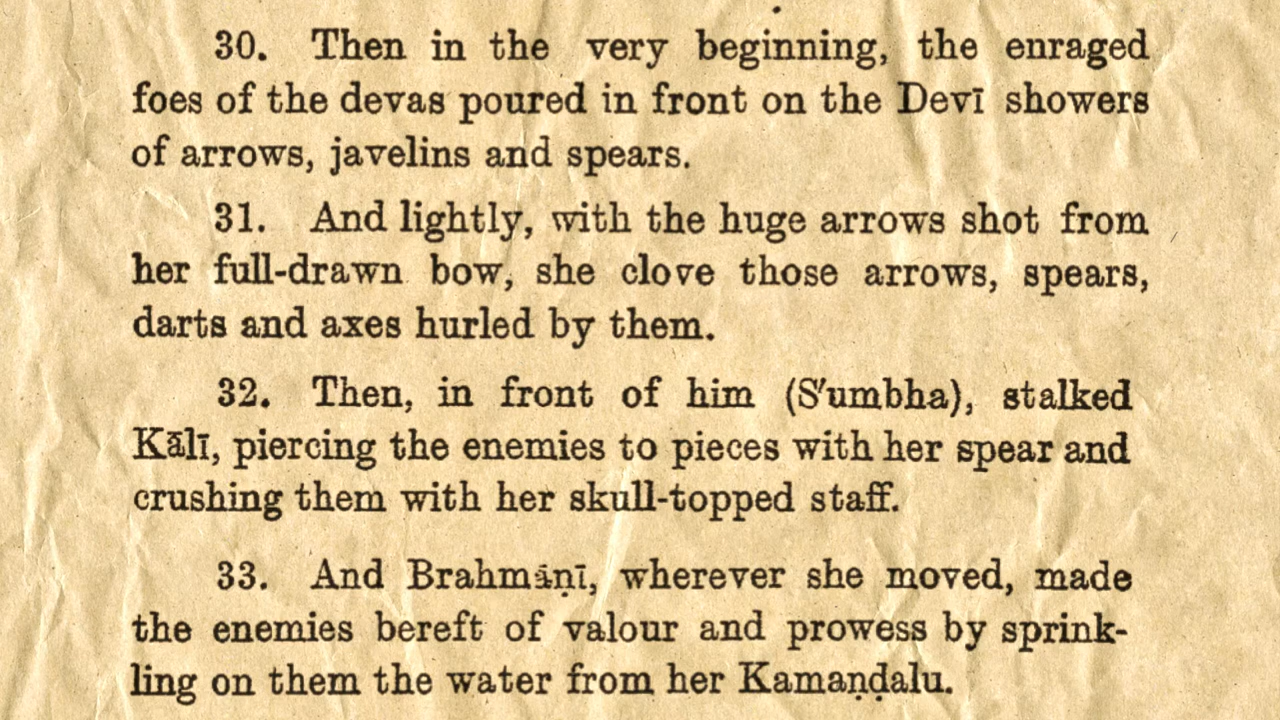 30. Then in the very beginning, the enraged
foes of the devas poured in front on the Devī showers
of arrows, javelins and spears.
31. And lightly, with the huge arrows shot from
her full-drawn bow, she clove those arrows, spears,
darts and axes hurled by them.
32. Then, in front of him (S'umbha), stalked
Kālī, piercing the enemies to pieces with her spear and
crushing them with her skull-topped staff.
33. And Brahmāṇī, wherever she moved, made
the enemies bereft of valour and prowess by sprink-
ling on them the water from her Kamaṇḍalu.